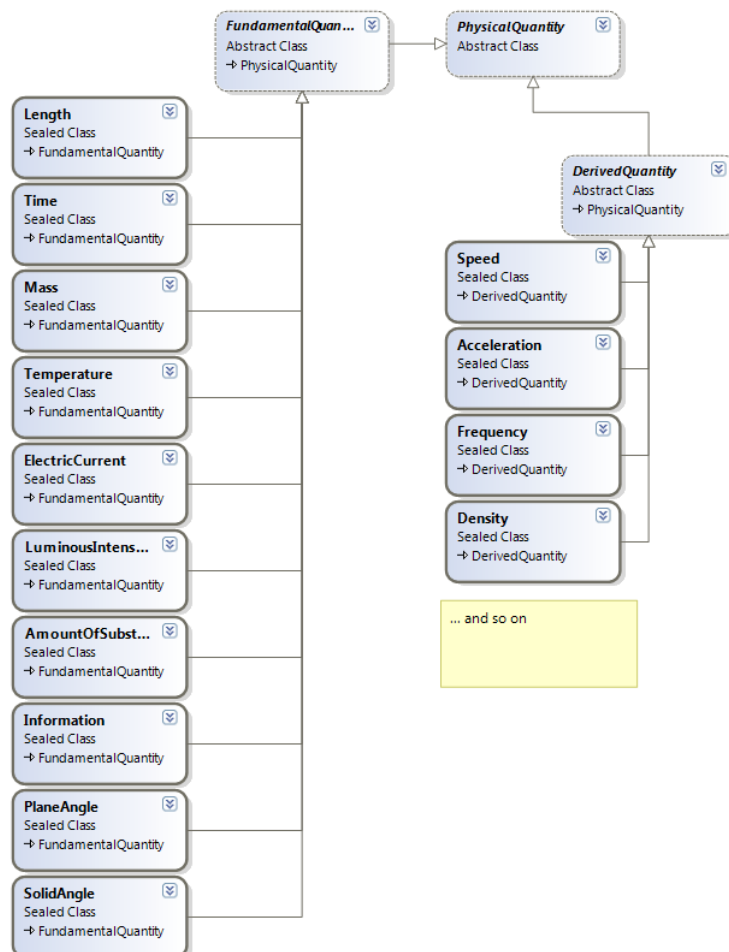 FundamentalQuan...
Abstract Class
→ PhysicalQuantity
PhysicalQuantity
Abstract Class
Length
Sealed Class
→ FundamentalQuantity
Time
Sealed Class
→ FundamentalQuantity
Mass
Sealed Class
→ FundamentalQuantity
Temperature
Sealed Class
→ FundamentalQuantity
ElectricCurrent
Sealed Class
→ FundamentalQuantity
LuminousIntens...
Sealed Class
→ FundamentalQuantity
AmountOfSubst...
Sealed Class
→ FundamentalQuantity
Information
Sealed Class
→ FundamentalQuantity
PlaneAngle
Sealed Class
→ FundamentalQuantity
SolidAngle
Sealed Class
→ FundamentalQuantity
DerivedQuantity
Abstract Class
→ PhysicalQuantity
Speed
Sealed Class
→ DerivedQuantity
Acceleration
Sealed Class
→ DerivedQuantity
Frequency
Sealed Class
→ DerivedQuantity
Density
Sealed Class
→ DerivedQuantity
... and so on